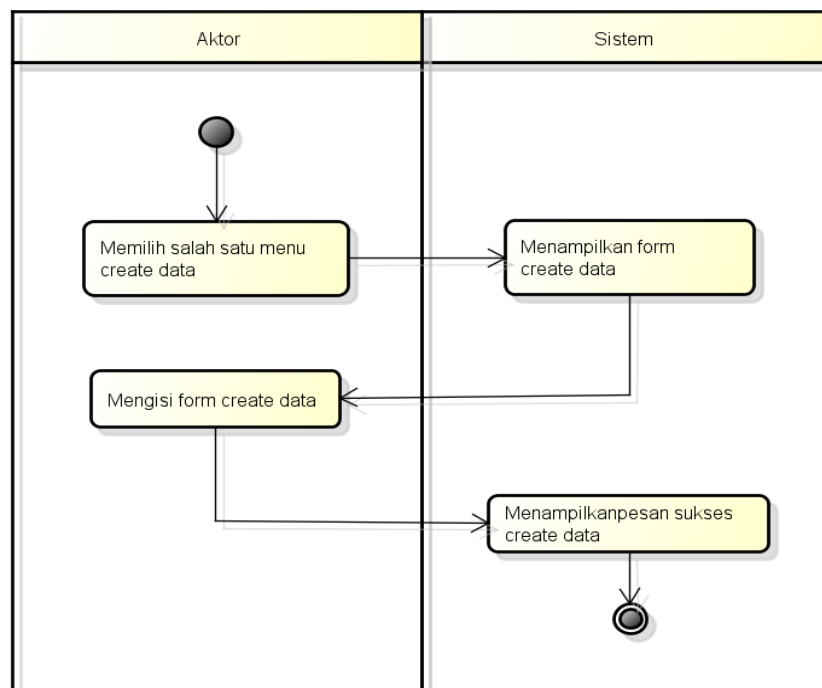 Aktor
Sistem
Memilih salah satu menu
create data
Menampilkan form
create data
Mengisi form create data
Menampilkanpesan sukses
create data